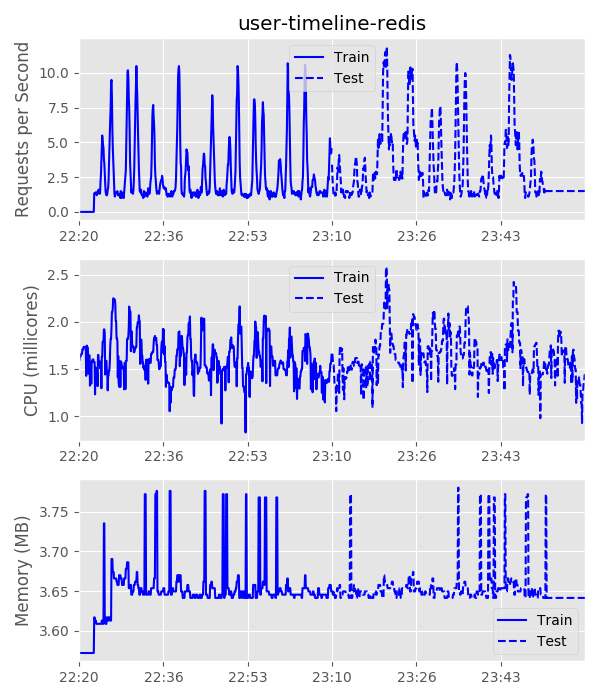 user-timeline-redis
Requests per Second
10.0
7.5
5.0
2.5
0.0
Train
Test
22:20 22:36 22:53 23:10 23:26 23:43
CPU (millicores)
2.5
2.0
1.5
1.0
Train
Test
22:20 22:36 22:53 23:10 23:26 23:43
Memory (MB)
3.75
3.70
3.65
3.60
Train
Test
22:20 22:36 22:53 23:10 23:26 23:43